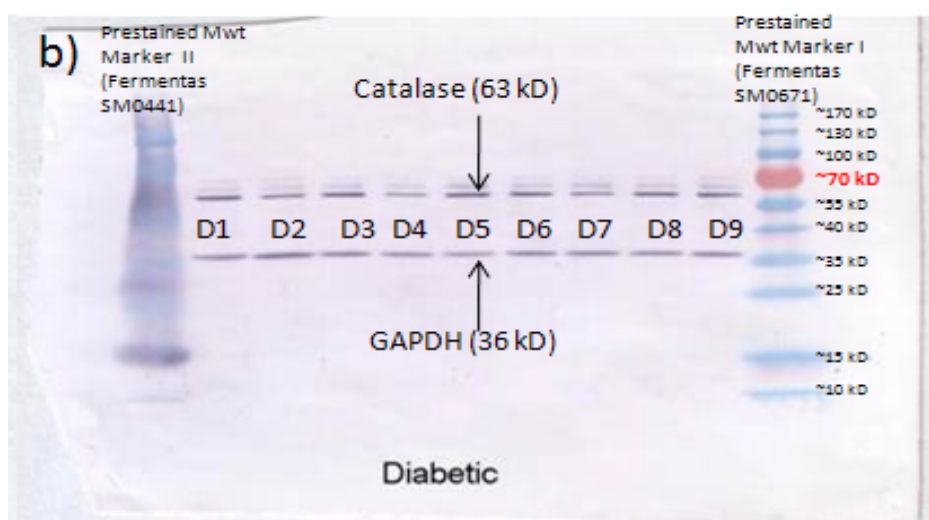 b)
Prestained Mwt
Marker II
(Fermentas
SM0441)
Catalase (63 kD)
Prestained
Mwt Marker I
(Fermentas
SM0671)
~170 kD
~130 kD
~100 kD
~70 kD
~55 kD
~40 kD
~35 kD
~25 kD
~15 kD
~10 kD
D1 D2 D3 D4 D5 D6 D7 D8 D9
GAPDH (36 kD)
Diabetic